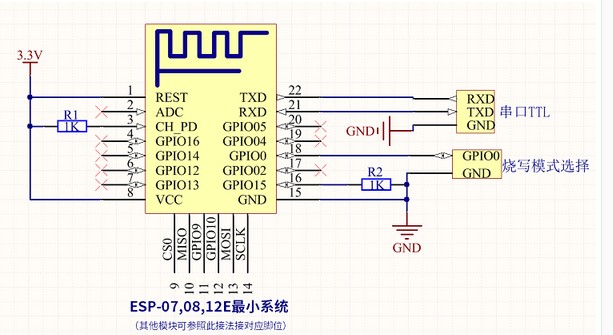 3.3V
1 REST TXD 22
2 ADC RXD 21
R1 1K 3 CH_PD GPIO05 20
4 GPIO16 GPIO04 19
5 GPIO14 GPIO0 18
6 GPIO12 GPIO02 17
7 GPIO13 GPIO15 16
8 VCC GND 15
RXD
TXD 串口TTL
GND GND
GPIO0
GND 烧写模式选择
R2
1K
GND
CS0 MISO GPIO9 GPIO10 MOSI SCLK
9 10 11 12 13 14
ESP-07,08,12E最小系统
(其他模块可参照此接法接对应脚位)